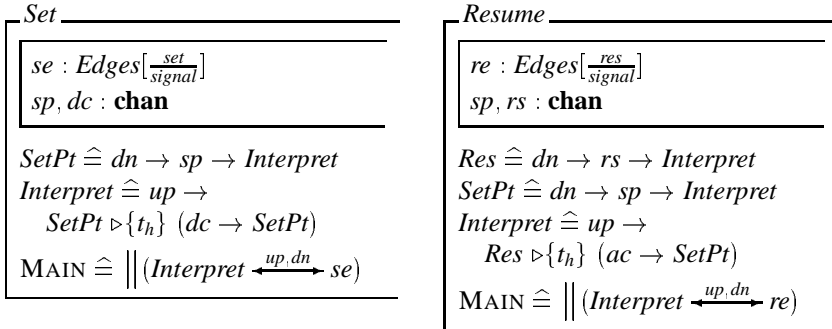 Set
se : Edges[set/signal]
sp, dc : chan
SetPt ≙ dn → sp → Interpret
Interpret ≙ up →
SetPt ▷{t_h} (dc → SetPt)
MAIN ≙ ||(Interpret ⟷^{up,dn} se)
Resume
re : Edges[res/signal]
sp, rs : chan
Res ≙ dn → rs → Interpret
SetPt ≙ dn → sp → Interpret
Interpret ≙ up →
Res ▷{t_h} (ac → SetPt)
MAIN ≙ ||(Interpret ⟷^{up,dn} re)